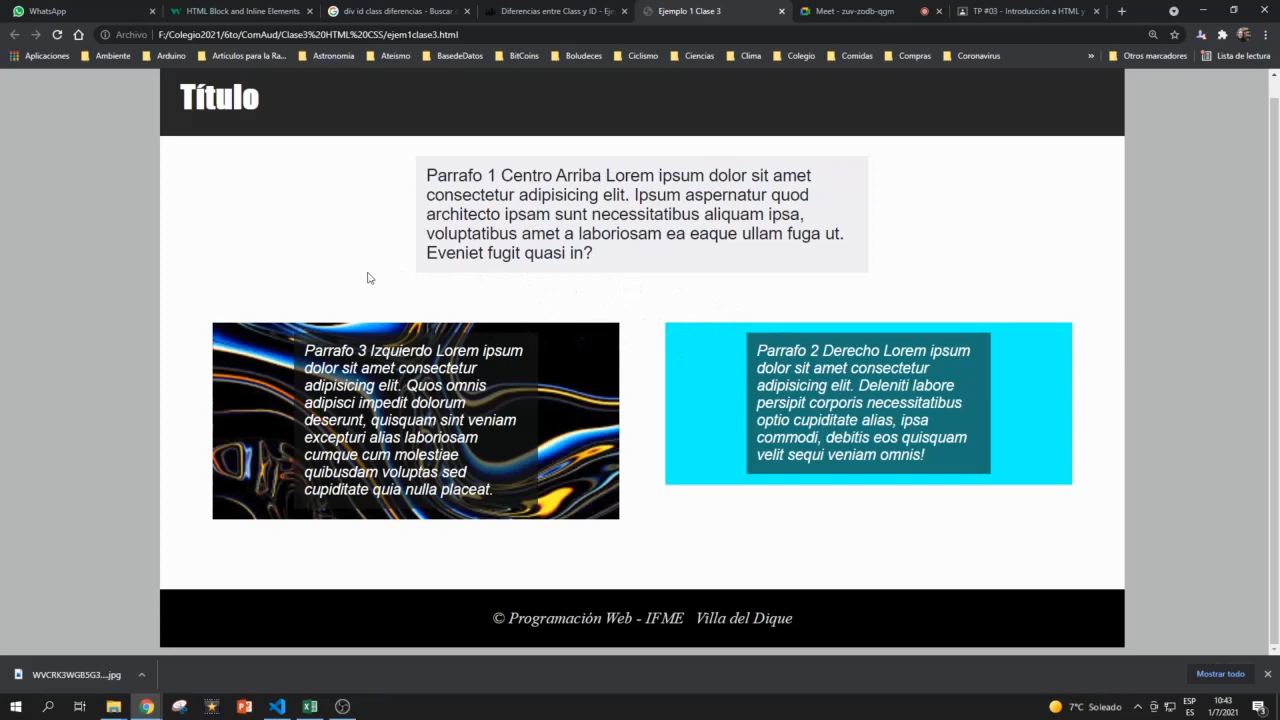 WhatsApp
HTML Block and Inline Elements
div id class diferencias - Buscar c
Diferencias entre Class y ID - Eje
Ejemplo 1 Clase 3
Meet - zuv-zodb-qgm
TP #03 - Introducción a HTML y
Archivo
F:/Colegio2021/6to/ComAud/Clase3%20HTML%20CSS/ejem1clase3.html
Aplicaciones
Ambiente
Arduino
Articulos para la Ra...
Astronomia
Ateismo
BasedeDatos
BitCoins
Boludeces
Ciclismo
Ciencias
Clima
Colegio
Comidas
Compras
Coronavirus
»
Otros marcadores
Lista de lectura
Título
Parrafo 1 Centro Arriba Lorem ipsum dolor sit amet
consectetur adipisicing elit. Ipsum aspernatur quod
architecto ipsam sunt necessitatibus aliquam ipsa,
voluptatibus amet a laboriosam ea eaque ullam fuga ut.
Eveniet fugit quasi in?
Parrafo 3 Izquierdo Lorem ipsum
dolor sit amet consectetur
adipisicing elit. Quos omnis
adipisci impedit dolorum
deserunt, quisquam sint veniam
excepturi alias laboriosam
cumque cum molestiae
quibusdam voluptas sed
cupiditate quia nulla placeat.
Parrafo 2 Derecho Lorem ipsum
dolor sit amet consectetur
adipisicing elit. Deleniti labore
persipit corporis necessitatibus
optio cupiditate alias, ipsa
commodi, debitis eos quisquam
velit sequi veniam omnis!
© Programación Web - IFME Villa del Dique
WVCRK3WGB5G3....jpg
Mostrar todo
7°C Soleado
ESP
ES
10:43
1/7/2021
3